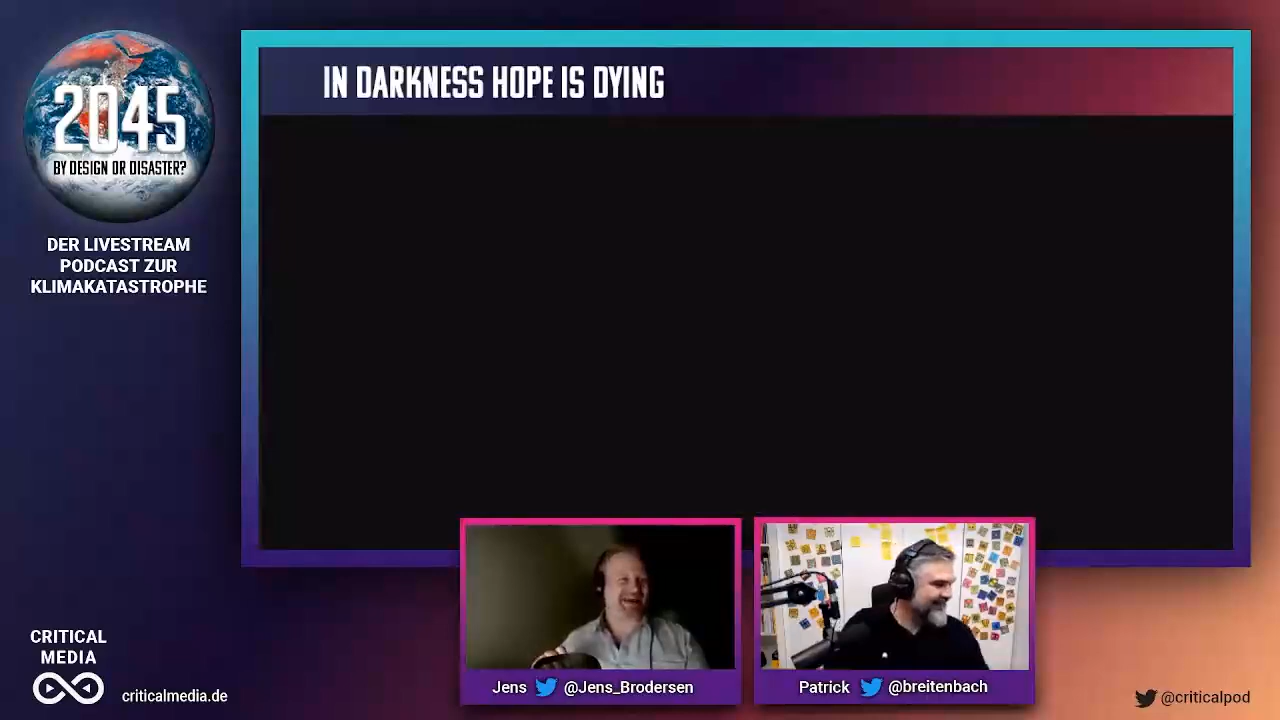 2045
BY DESIGN OR DISASTER?
DER LIVESTREAM
PODCAST ZUR
KLIMAKATASTROPHE
IN DARKNESS HOPE IS DYING
Jens @Jens_Brodersen
Patrick @breitenbach
CRITICAL
MEDIA
criticalmedia.de
@criticalpod